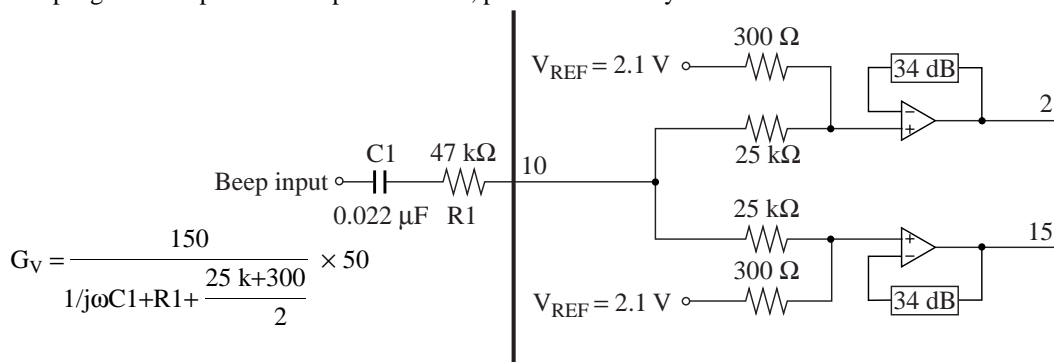 300 Ω
V_REF = 2.1 V
34 dB
2
25 kΩ
C1
47 kΩ
10
Beep input
0.022 μF
R1
25 kΩ
15
300 Ω
V_REF = 2.1 V
34 dB
G_V = 150 / (1/jωC1+R1+ (25 k+300)/2) × 50